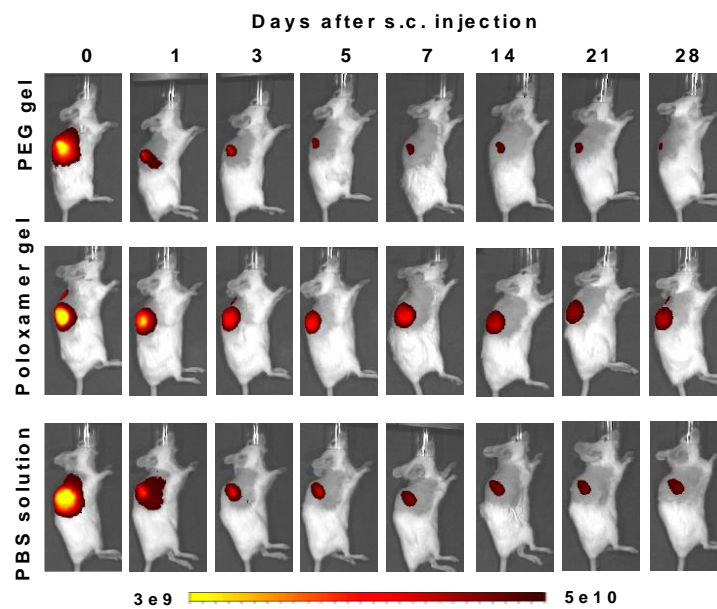 Days after s.c. injection
0 1 3 5 7 14 21 28
PEG gel
Poloxamer gel
PBS solution
3e9 5e10